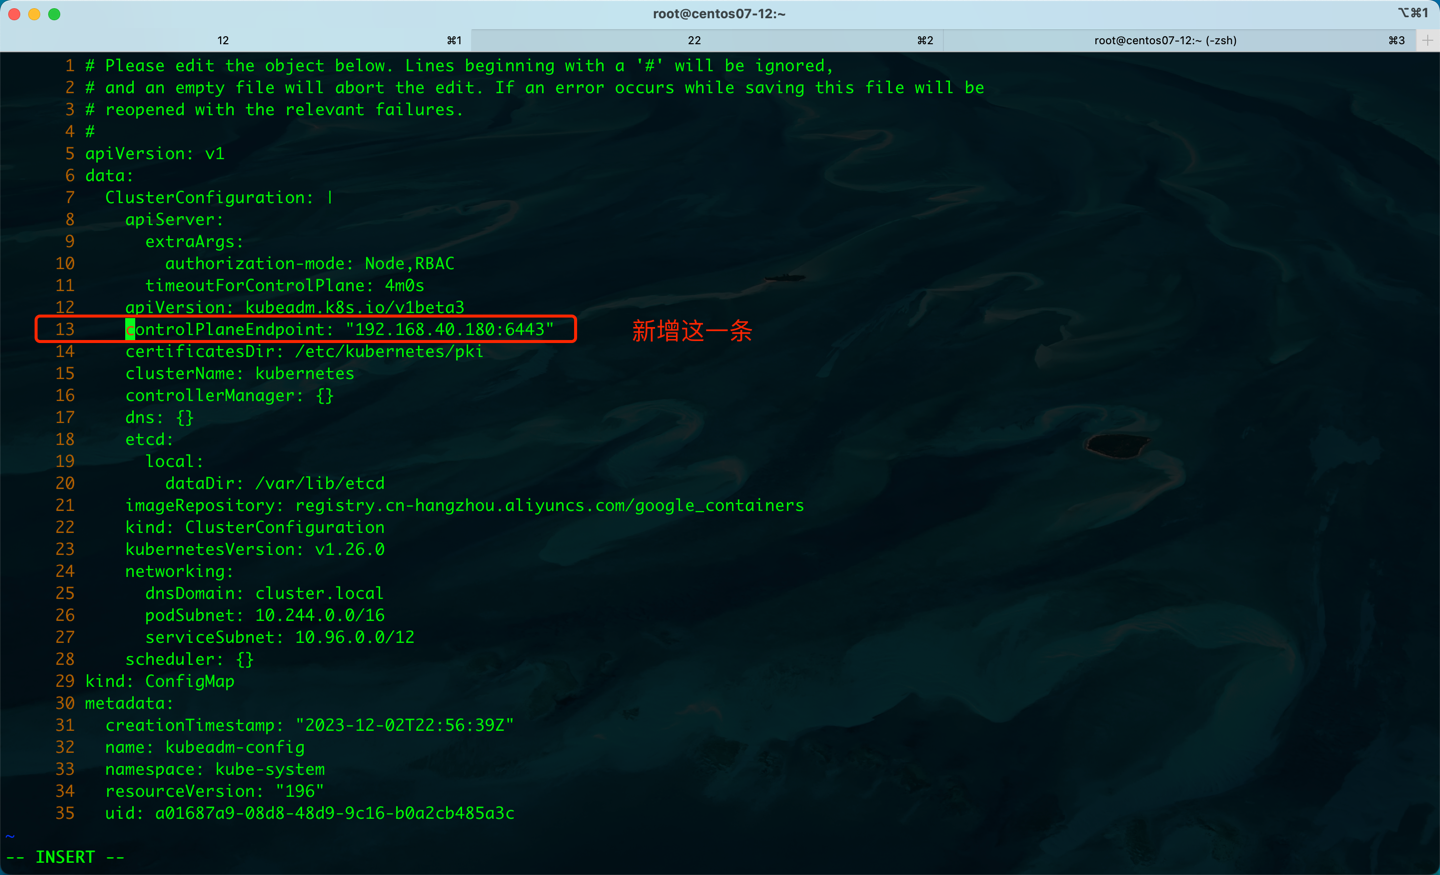 root@centos07-12:~
⌥⌘1
12 ⌘1 22 ⌘2 root@centos07-12:~ (-zsh) ⌘3 +
1 # Please edit the object below. Lines beginning with a '#' will be ignored,
2 # and an empty file will abort the edit. If an error occurs while saving this file will be
3 # reopened with the relevant failures.
4 #
5 apiVersion: v1
6 data:
7   ClusterConfiguration: |
8     apiServer:
9       extraArgs:
10         authorization-mode: Node,RBAC
11       timeoutForControlPlane: 4m0s
12     apiVersion: kubeadm.k8s.io/v1beta3
13     controlPlaneEndpoint: "192.168.40.180:6443" 新增这一条
14     certificatesDir: /etc/kubernetes/pki
15     clusterName: kubernetes
16     controllerManager: {}
17     dns: {}
18     etcd:
19       local:
20         dataDir: /var/lib/etcd
21     imageRepository: registry.cn-hangzhou.aliyuncs.com/google_containers
22     kind: ClusterConfiguration
23     kubernetesVersion: v1.26.0
24     networking:
25       dnsDomain: cluster.local
26       podSubnet: 10.244.0.0/16
27       serviceSubnet: 10.96.0.0/12
28     scheduler: {}
29 kind: ConfigMap
30 metadata:
31   creationTimestamp: "2023-12-02T22:56:39Z"
32   name: kubeadm-config
33   namespace: kube-system
34   resourceVersion: "196"
35   uid: a01687a9-08d8-48d9-9c16-b0a2cb485a3c
~
-- INSERT --